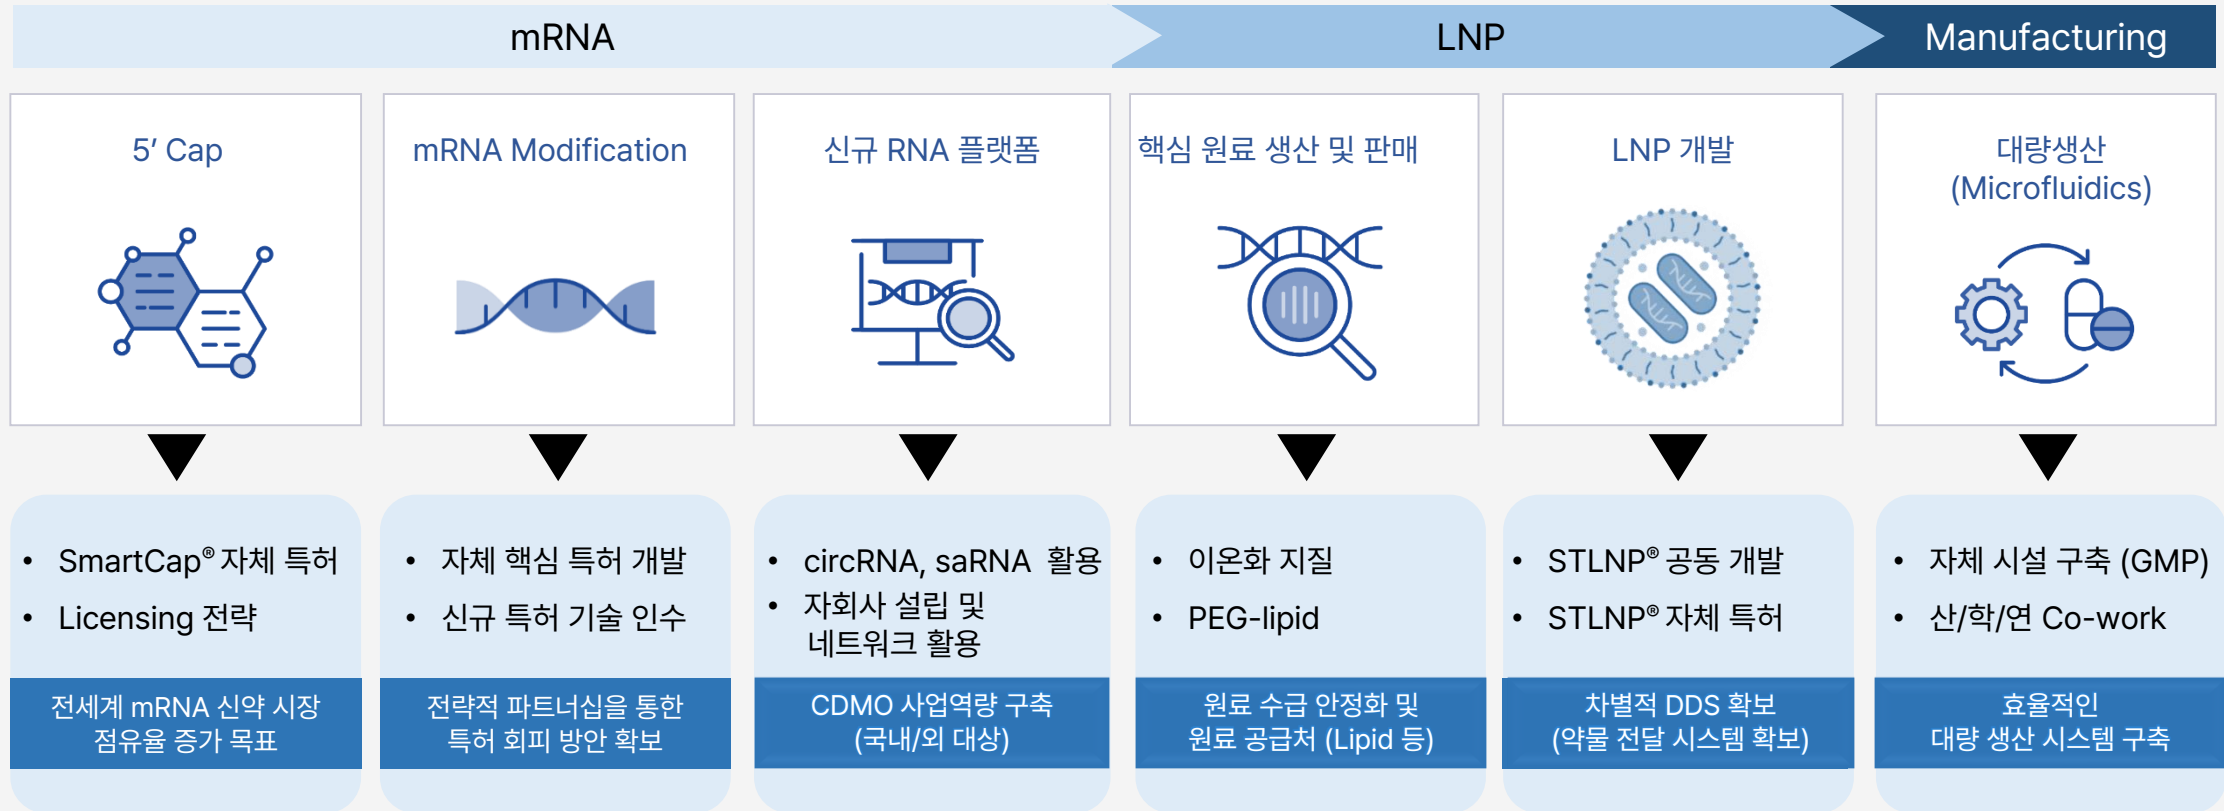 mRNA
LNP
Manufacturing
5′ Cap
mRNA Modification
신규 RNA 플랫폼
핵심 원료 생산 및 판매
LNP 개발
대량생산
(Microfluidics)
• SmartCap® 자체 특허
• Licensing 전략
전세계 mRNA 신약 시장
점유율 증가 목표
• 자체 핵심 특허 개발
• 신규 특허 기술 인수
전략적 파트너십을 통한
특허 회피 방안 확보
• circRNA, saRNA 활용
• 자회사 설립 및
네트워크 활용
CDMO 사업역량 구축
(국내/외 대상)
• 이온화 지질
• PEG-lipid
원료 수급 안정화 및
원료 공급처 (Lipid 등)
• STLNP® 공동 개발
• STLNP® 자체 특허
차별적 DDS 확보
(약물 전달 시스템 확보)
• 자체 시설 구축 (GMP)
• 산/학/연 Co-work
효율적인
대량 생산 시스템 구축